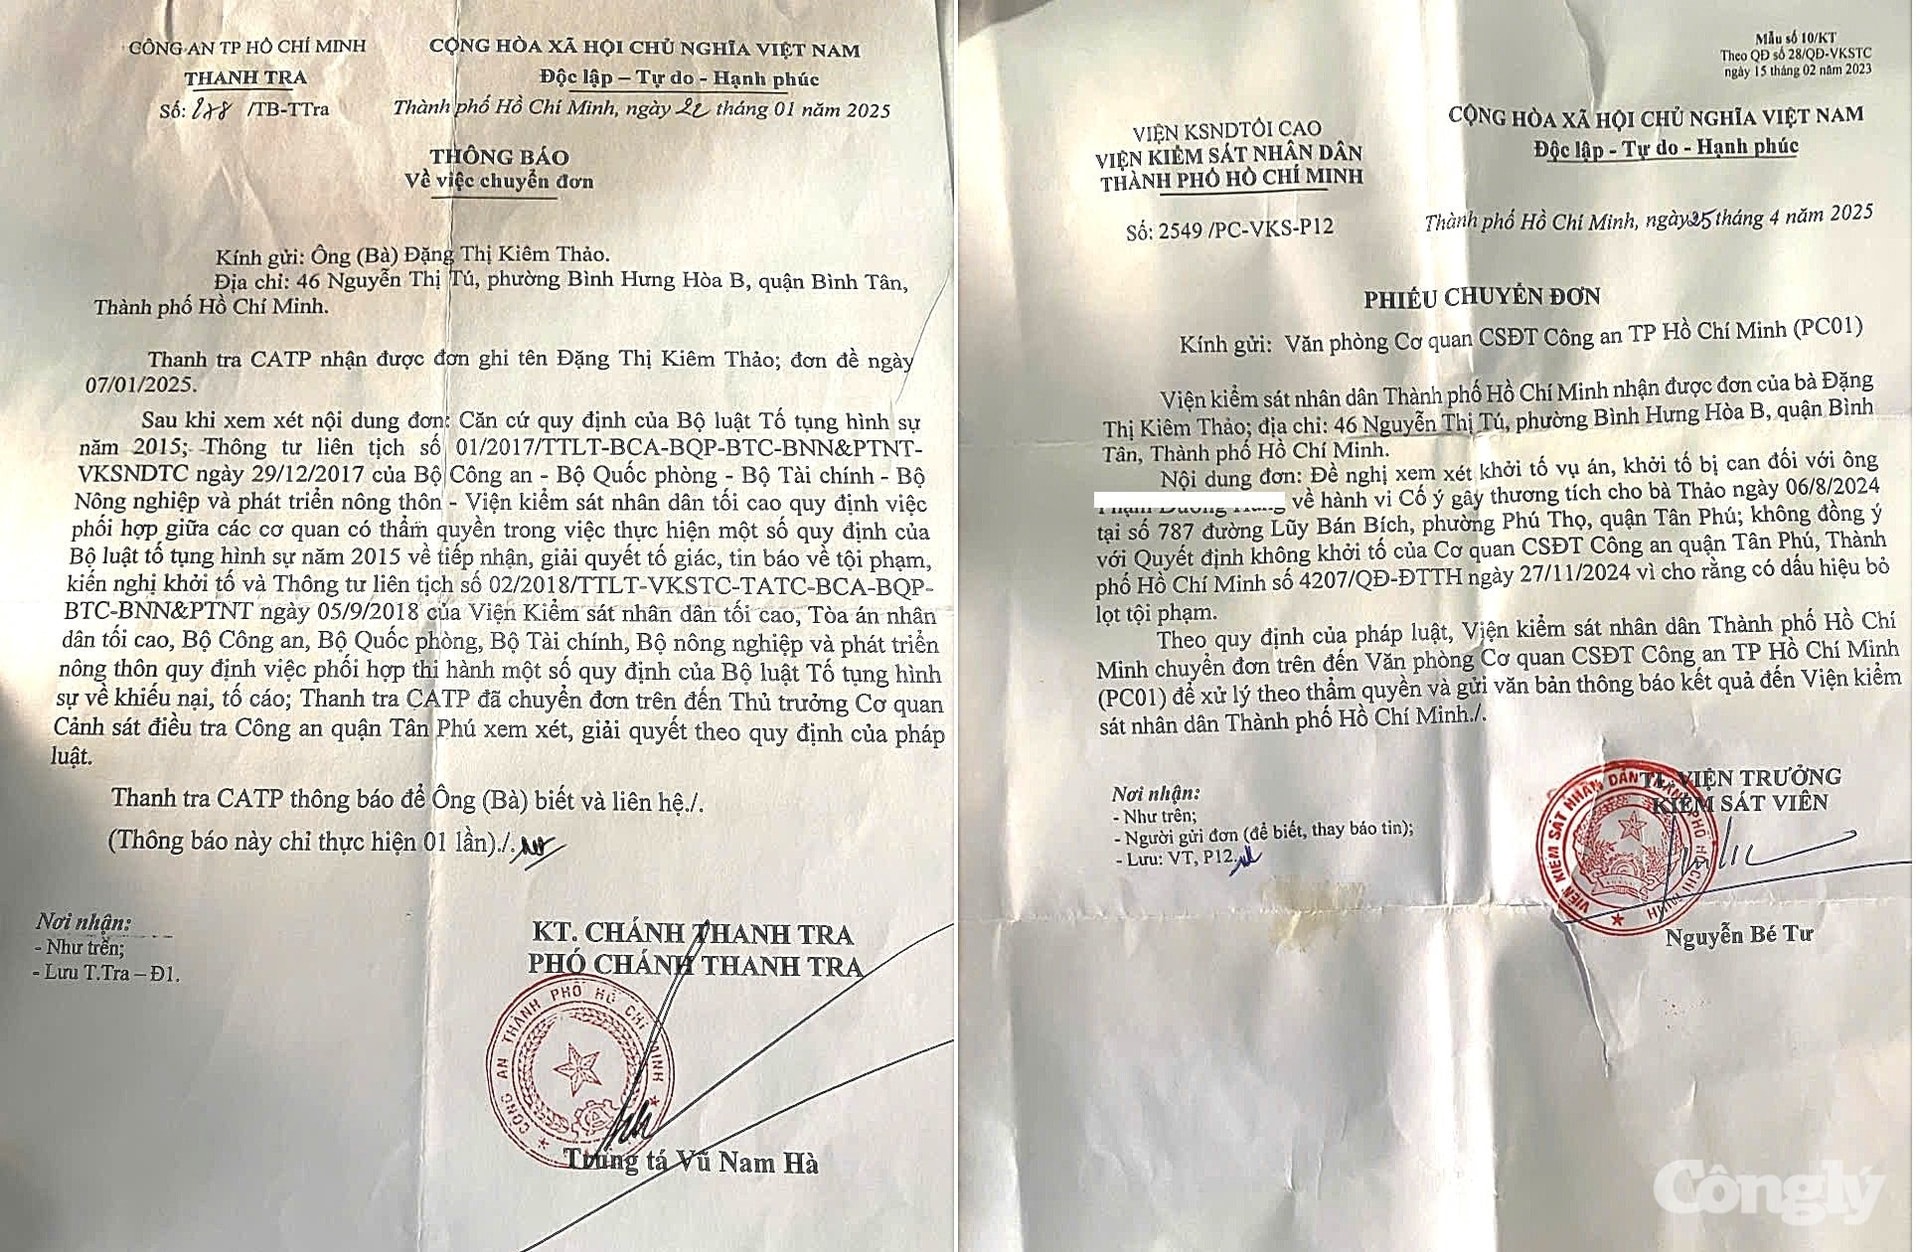 CÔNG AN TP HỒ CHÍ MINH
THANH TRA
Số: /TB-TTra
CỘNG HÒA XÃ HỘI CHỦ NGHĨA VIỆT NAM
Độc lập – Tự do - Hạnh phúc
Thành phố Hồ Chí Minh, ngày 22 tháng 01 năm 2025
THÔNG BÁO
Về việc chuyển đơn
Kính gửi: Ông (Bà) Đặng Thị Kiêm Thảo.
Địa chỉ: 46 Nguyễn Thị Tú, phường Bình Hưng Hòa B, quận Bình Tân,
Thành phố Hồ Chí Minh.
Thanh tra CATP nhận được đơn ghi tên Đặng Thị Kiêm Thảo; đơn đề ngày
07/01/2025.
Sau khi xem xét nội dung đơn: Căn cứ quy định của Bộ luật Tố tụng hình sự
năm 2015; Thông tư liên tịch số 01/2017/TTLT-BCA-BQP-BTC-BNN&PTNT-
VKSNDTC ngày 29/12/2017 của Bộ Công an - Bộ Quốc phòng - Bộ Tài chính - Bộ
Nông nghiệp và phát triển nông thôn - Viện kiểm sát nhân dân tối cao quy định việc
phối hợp giữa các cơ quan có thẩm quyền trong việc thực hiện một số quy định của
Bộ luật tố tụng hình sự năm 2015 về tiếp nhận, giải quyết tố giác, tin báo về tội phạm,
kiến nghị khởi tố và Thông tư liên tịch số 02/2018/TTLT-VKSTC-TATC-BCA-BQP-
BTC-BNN&PTNT ngày 05/9/2018 của Viện Kiểm sát nhân dân tối cao, Tòa án nhân
dân tối cao, Bộ Công an, Bộ Quốc phòng, Bộ Tài chính, Bộ nông nghiệp và phát triển
nông thôn quy định việc phối hợp thi hành một số quy định của Bộ luật Tố tụng hình
sự về khiếu nại, tố cáo; Thanh tra CATP đã chuyển đơn trên đến Thủ trưởng Cơ quan
Cảnh sát điều tra Công an quận Tân Phú xem xét, giải quyết theo quy định của pháp
luật.
Thanh tra CATP thông báo để Ông (Bà) biết và liên hệ./.
(Thông báo này chỉ thực hiện 01 lần)./.
Nơi nhận:
- Như trên;
- Lưu T.Tra – Đ1.
KT. CHÁNH THANH TRA
PHÓ CHÁNH THANH TRA
CÔNG AN THÀNH PHỐ HỒ CHÍ MINH
Trung tá Vũ Nam Hà
Mẫu số 10/KT
Theo QĐ số 28/QĐ-VKSTC
ngày 15 tháng 02 năm 2023
VIỆN KSNDTỐI CAO
VIỆN KIỂM SÁT NHÂN DÂN
THÀNH PHỐ HỒ CHÍ MINH
Số: 2549 /PC-VKS-P12
CỘNG HÒA XÃ HỘI CHỦ NGHĨA VIỆT NAM
Độc lập - Tự do - Hạnh phúc
Thành phố Hồ Chí Minh, ngày 25 tháng 4 năm 2025
PHIẾU CHUYỂN ĐƠN
Kính gửi: Văn phòng Cơ quan CSĐT Công an TP Hồ Chí Minh (PC01)
Viện kiểm sát nhân dân Thành phố Hồ Chí Minh nhận được đơn của bà Đặng
Thị Kiêm Thảo; địa chỉ: 46 Nguyễn Thị Tú, phường Bình Hưng Hòa B, quận Bình
Tân, Thành phố Hồ Chí Minh.
Nội dung đơn: Đề nghị xem xét khởi tố vụ án, khởi tố bị can đối với ông
về hành vi Cố ý gây thương tích cho bà Thảo ngày 06/8/2024
tại số 787 đường Lũy Bán Bích, phường Phú Thọ, quận Tân Phú; không đồng ý
với Quyết định không khởi tố của Cơ quan CSĐT Công an quận Tân Phú, Thành
phố Hồ Chí Minh số 4207/QĐ-ĐTTH ngày 27/11/2024 vì cho rằng có dấu hiệu bỏ
lọt tội phạm.
Theo quy định của pháp luật, Viện kiểm sát nhân dân Thành phố Hồ Chí
Minh chuyển đơn trên đến Văn phòng Cơ quan CSĐT Công an TP Hồ Chí Minh
(PC01) để xử lý theo thẩm quyền và gửi văn bản thông báo kết quả đến Viện kiểm
sát nhân dân Thành phố Hồ Chí Minh./.
Nơi nhận:
- Như trên;
- Người gửi đơn (để biết, thay báo tin);
- Lưu: VT, P12.
TL VIỆN TRƯỞNG
KIỂM SÁT VIÊN
VIỆN KIỂM SÁT NHÂN DÂN THÀNH PHỐ HỒ CHÍ MINH
Nguyễn Bé Tư
Cônglý